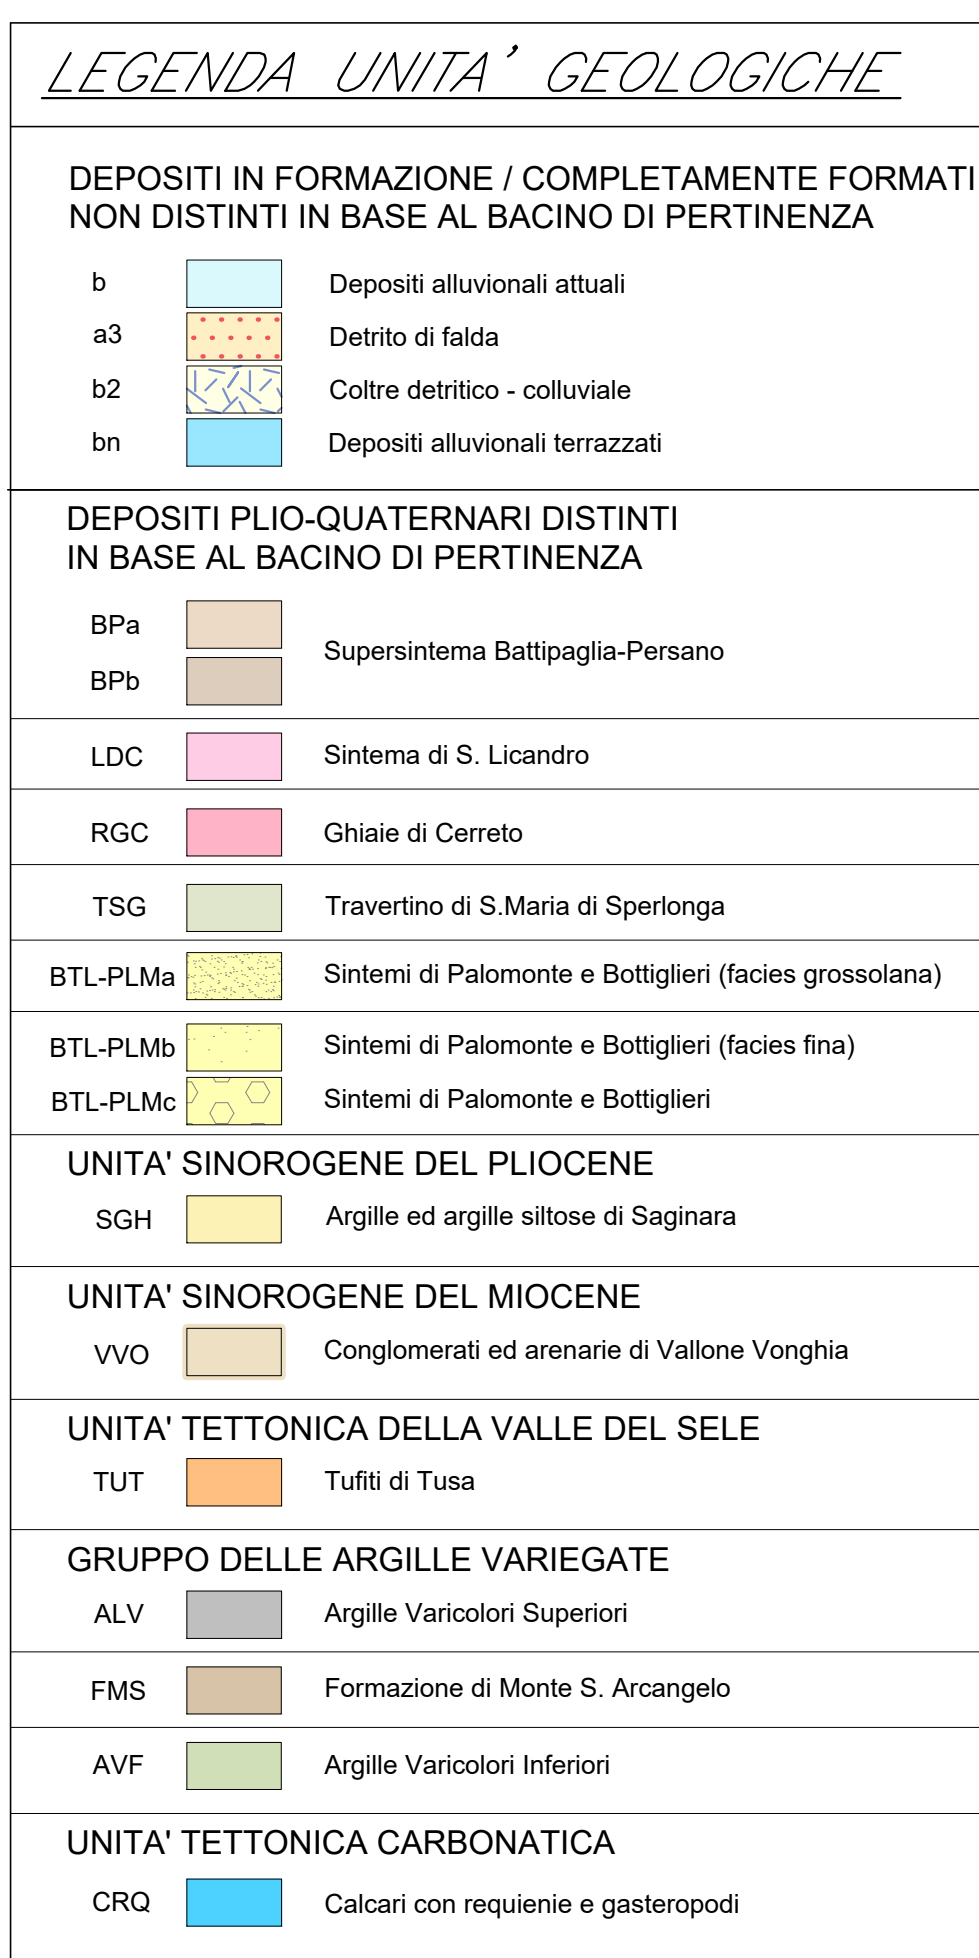 LEGENDA UNITA' GEOLOGICHE
DEPOSITI IN FORMAZIONE / COMPLETAMENTE FORMATI
NON DISTINTI IN BASE AL BACINO DI PERTINENZA
b Depositi alluvionali attuali
a3 Detrito di falda
b2 Coltre detritico - colluviale
bn Depositi alluvionali terrazzati
DEPOSITI PLIO-QUATERNARI DISTINTI
IN BASE AL BACINO DI PERTINENZA
BPa
Supersintema Battipaglia-Persano
BPb
LDC Sintema di S. Licandro
RGC Ghiaie di Cerreto
TSG Travertino di S.Maria di Sperlonga
BTL-PLMa Sintemi di Palomonte e Bottiglieri (facies grossolana)
BTL-PLMb Sintemi di Palomonte e Bottiglieri (facies fina)
BTL-PLMc Sintemi di Palomonte e Bottiglieri
UNITA' SINOROGENE DEL PLIOCENE
SGH Argille ed argille siltose di Saginara
UNITA' SINOROGENE DEL MIOCENE
VVO Conglomerati ed arenarie di Vallone Vonghia
UNITA' TETTONICA DELLA VALLE DEL SELE
TUT Tufiti di Tusa
GRUPPO DELLE ARGILLE VARIEGATE
ALV Argille Varicolori Superiori
FMS Formazione di Monte S. Arcangelo
AVF Argille Varicolori Inferiori
UNITA' TETTONICA CARBONATICA
CRQ Calcari con requienie e gasteropodi